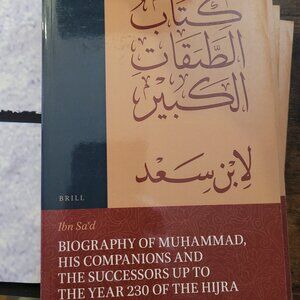 كتاب
الطبقات
الكبير
لابن سعد
BRILL
Ibn Sa'd
BIOGRAPHY OF MUḤAMMAD,
HIS COMPANIONS AND
THE SUCCESSORS UP TO
THE YEAR 230 OF THE HIJRA